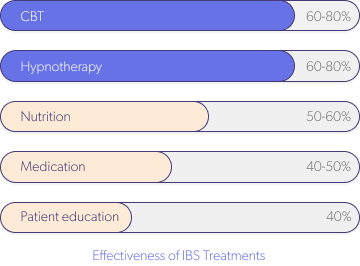 CBT 60-80%
Hypnotherapy 60-80%
Nutrition 50-60%
Medication 40-50%
Patient education 40%
Effectiveness of IBS Treatments